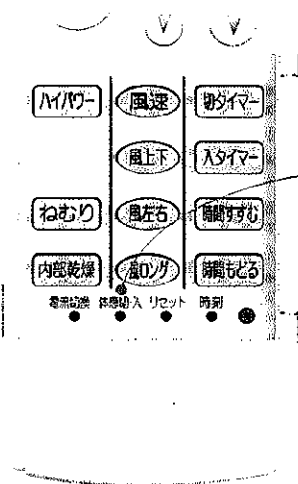 ハイパワー 風速 切タイマー
風上下 入タイマー
ねむり 風左右 時間すすむ
内部乾燥 風ロング 時間もどる
電流切換 体感切/入 リセット 時刻